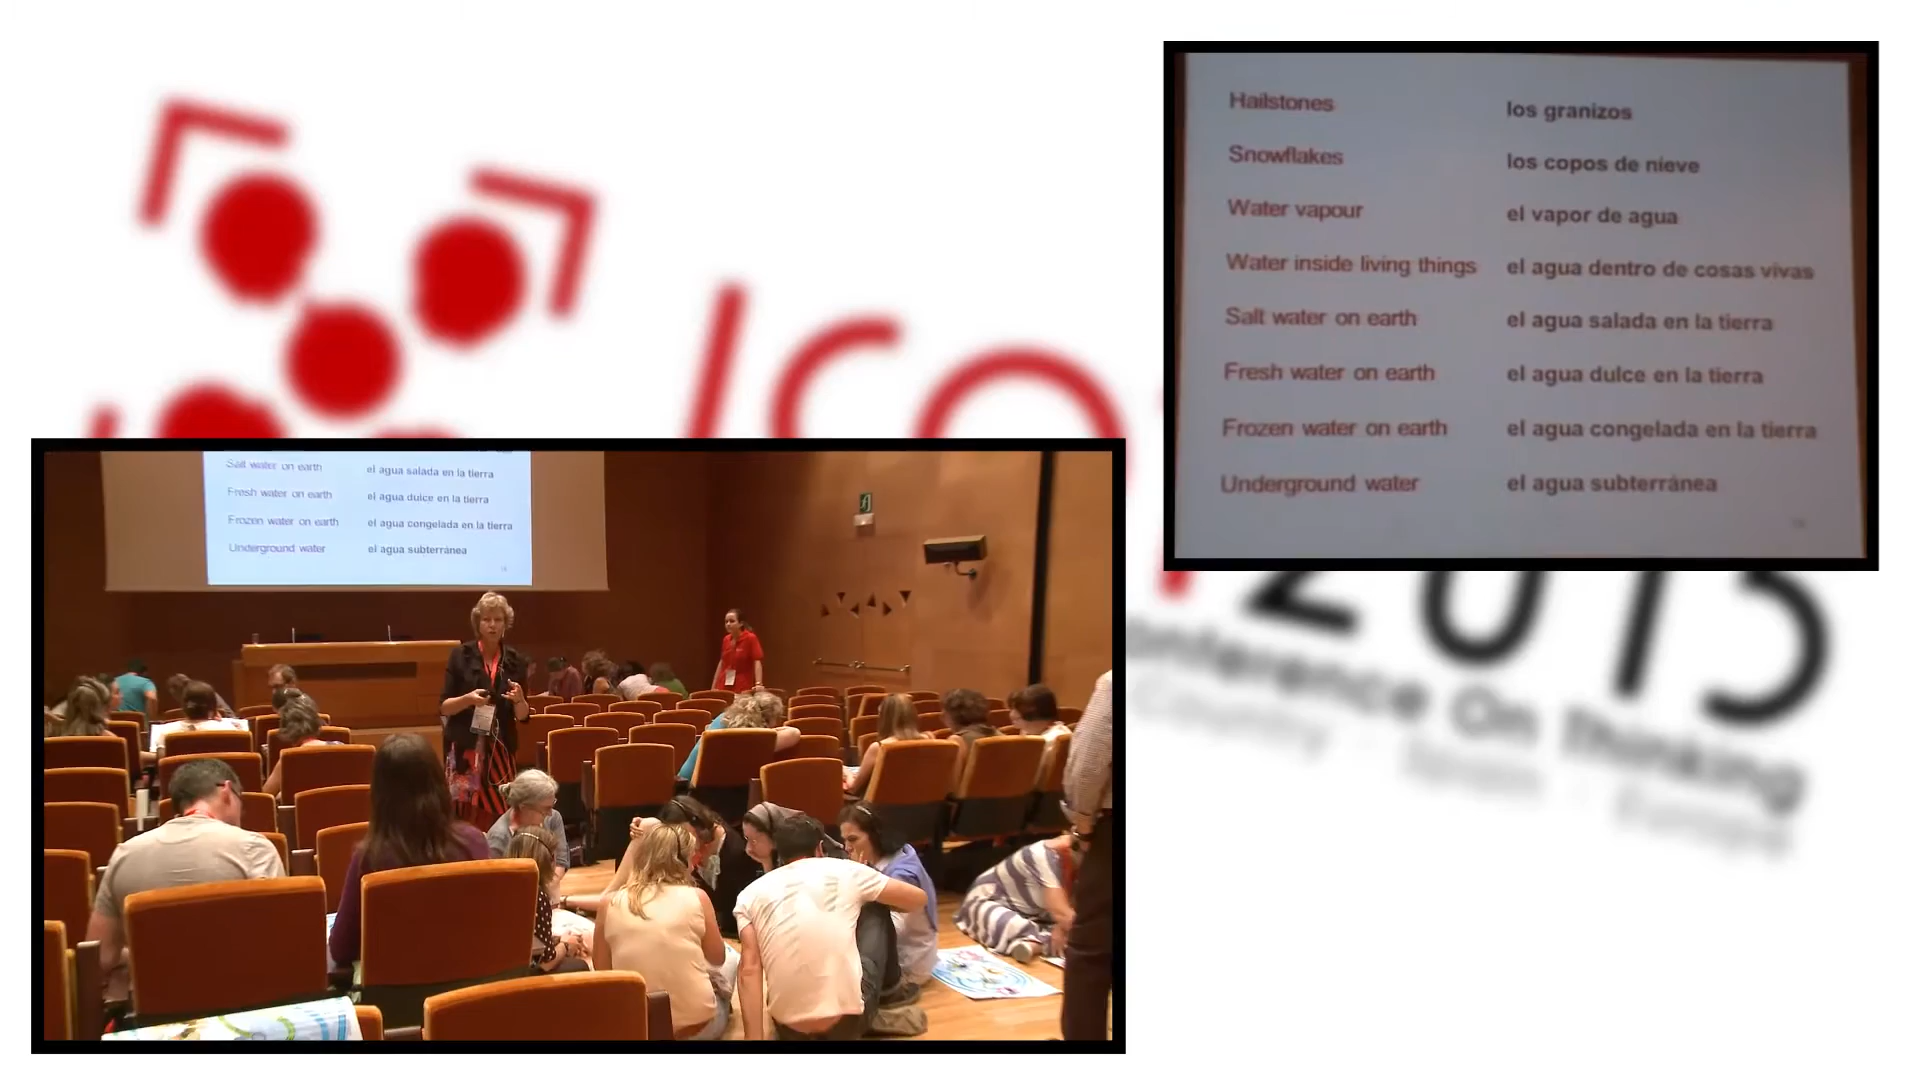 Hailstones los granizos
Snowflakes los copos de nieve
Water vapour el vapor de agua
Water inside living things el agua dentro de cosas vivas
Salt water on earth el agua salada en la tierra
Fresh water on earth el agua dulce en la tierra
Frozen water on earth el agua congelada en la tierra
Underground water el agua subterránea
Salt water on earth el agua salada en la tierra
Fresh water on earth el agua dulce en la tierra
Frozen water on earth el agua congelada en la tierra
Underground water el agua subterránea
2015
onference On Thinking
Country Spain Europe